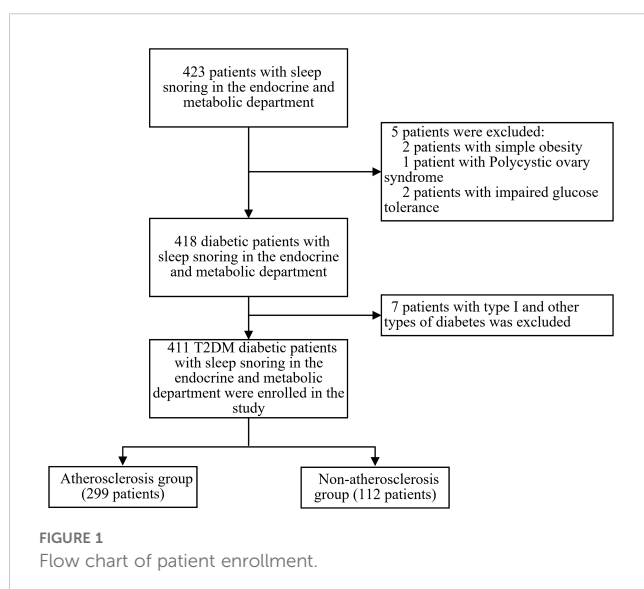 423 patients with sleep
snoring in the endocrine and
metabolic department
5 patients were excluded:
2 patients with simple obesity
1 patient with Polycystic ovary
syndrome
2 patients with impaired glucose
tolerance
418 diabetic patients with
sleep snoring in the endocrine
and metabolic department
7 patients with type I and other
types of diabetes was excluded
411 T2DM diabetic patients
with sleep snoring in the
endocrine and metabolic
department were enrolled in the
study
Atherosclerosis group
(299 patients)
Non-atherosclerosis
group (112 patients)
FIGURE 1
Flow chart of patient enrollment.